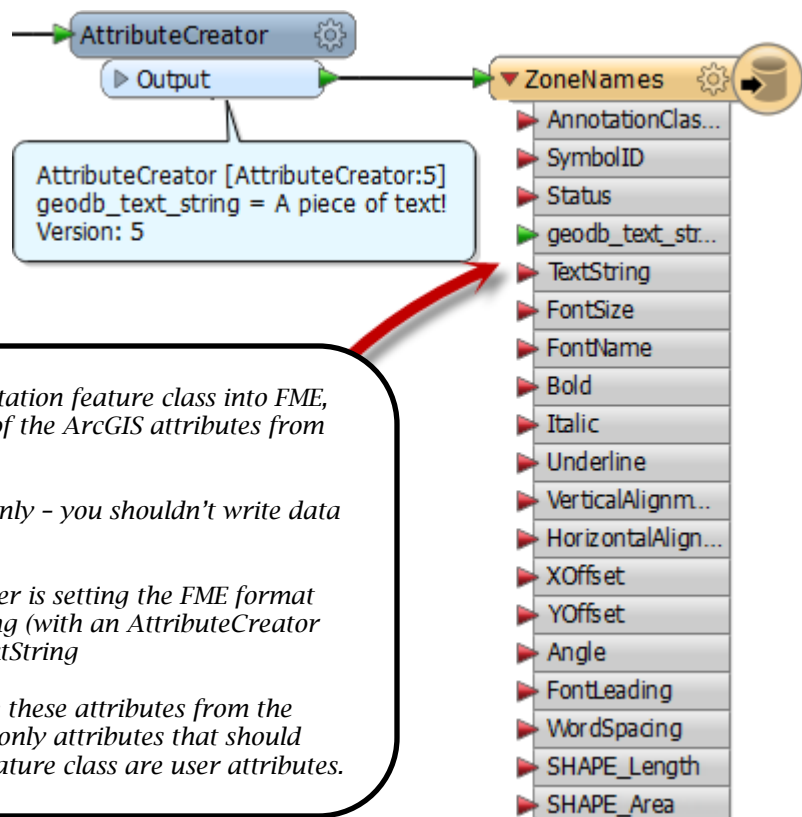 AttributeCreator
Output
ZoneNames
AnnotationClas...
SymbolID
Status
geodb_text_str...
TextString
FontSize
FontName
Bold
Italic
Underline
VerticalAlignm...
HorizontalAlign...
XOffset
YOffset
Angle
FontLeading
WordSpacing
SHAPE_Length
SHAPE_Area
AttributeCreator [AttributeCreator:5]
geodb_text_string = A piece of text!
Version: 5
tation feature class into FME,
of the ArcGIS attributes from
nly – you shouldn't write data
er is setting the FME format
ng (with an AttributeCreator
xtString
these attributes from the
only attributes that should
ature class are user attributes.